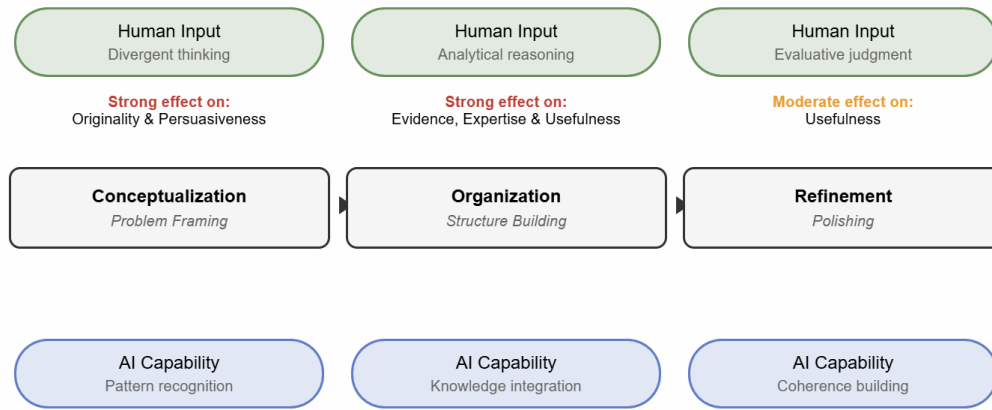 Human Input
Divergent thinking
Human Input
Analytical reasoning
Human Input
Evaluative judgment
Strong effect on:
Originality & Persuasiveness
Strong effect on:
Evidence, Expertise & Usefulness
Moderate effect on:
Usefulness
Conceptualization
Problem Framing
Organization
Structure Building
Refinement
Polishing
AI Capability
Pattern recognition
AI Capability
Knowledge integration
AI Capability
Coherence building